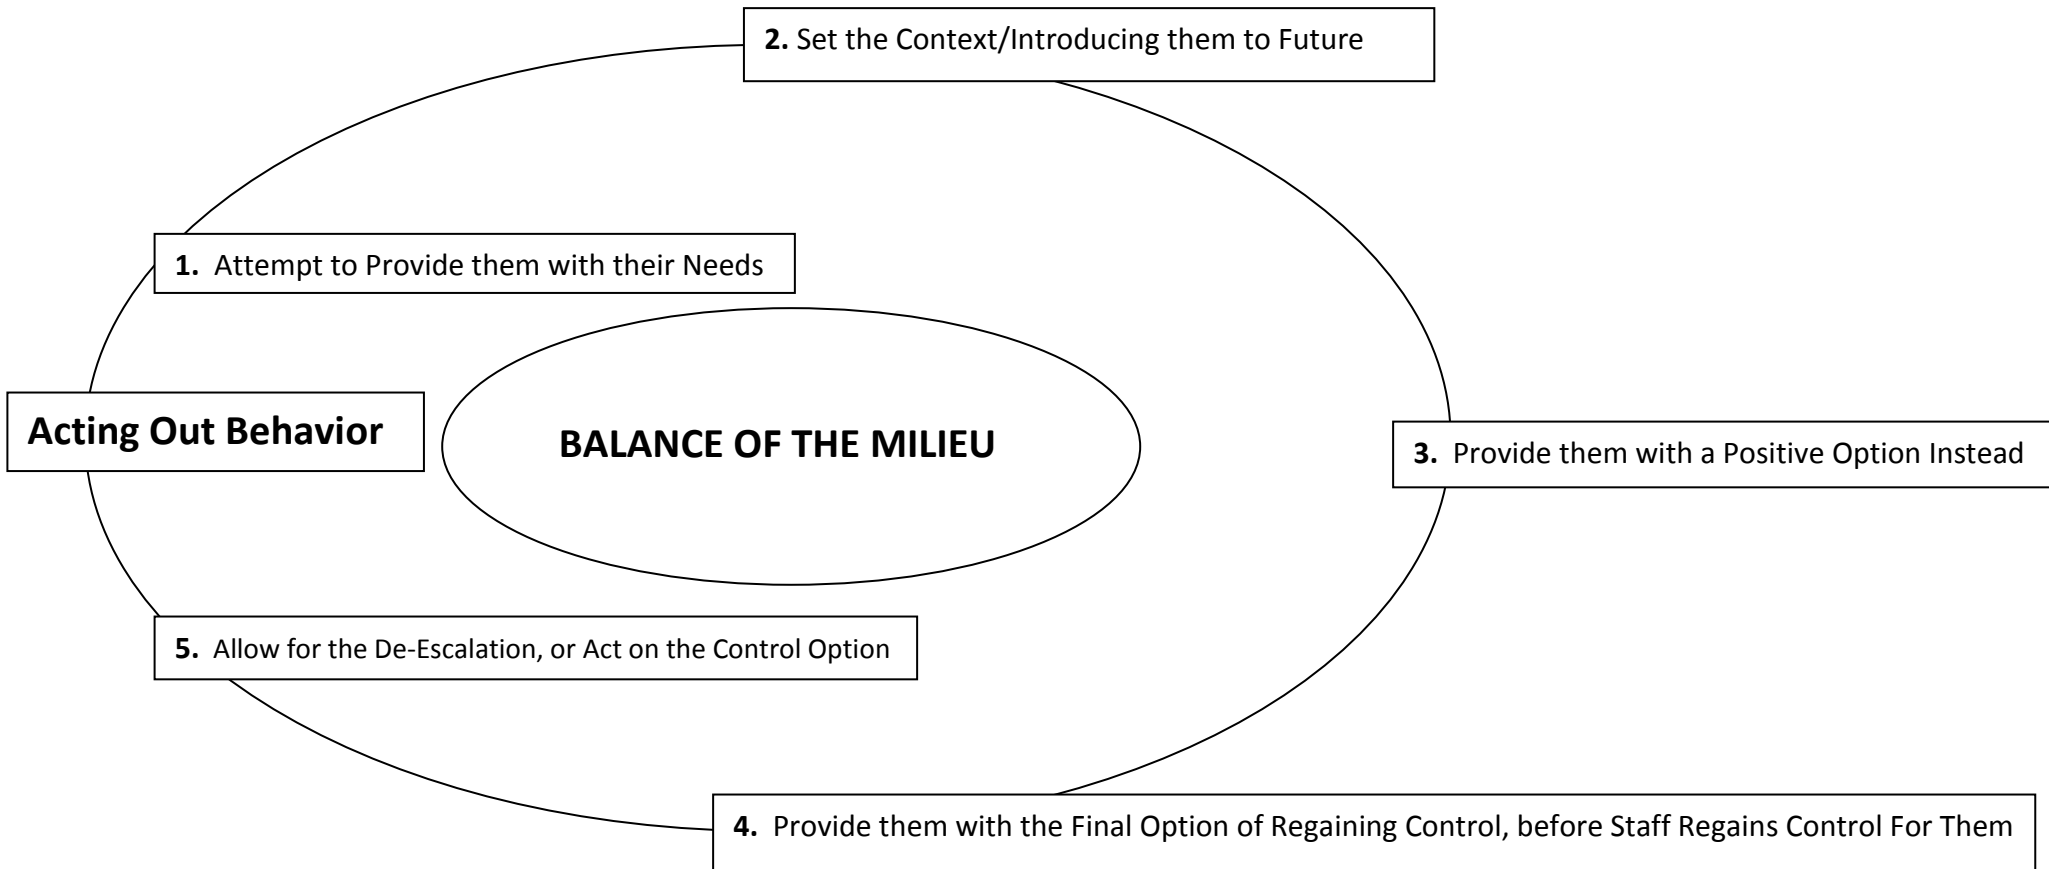 2. Set the Context/Introducing them to Future
1. Attempt to Provide them with their Needs
Acting Out Behavior
BALANCE OF THE MILIEU
3. Provide them with a Positive Option Instead
5. Allow for the De-Escalation, or Act on the Control Option
4. Provide them with the Final Option of Regaining Control, before Staff Regains Control For Them